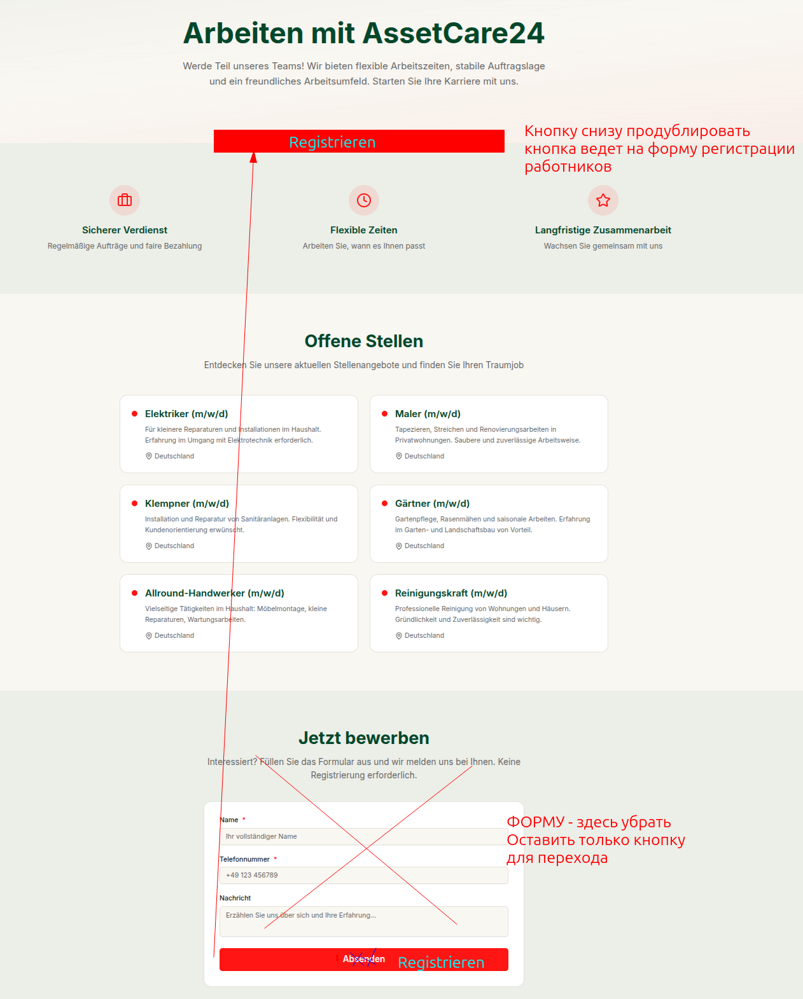 Arbeiten mit AssetCare24
Werde Teil unseres Teams! Wir bieten flexible Arbeitszeiten, stabile Auftragslage
und ein freundliches Arbeitsumfeld. Starten Sie Ihre Karriere mit uns.
Registrieren
Кнопку снизу продублировать
кнопка ведет на форму регистрации
работников
Sicherer Verdienst
Regelmäßige Aufträge und faire Bezahlung
Flexible Zeiten
Arbeiten Sie, wann es Ihnen passt
Langfristige Zusammenarbeit
Wachsen Sie gemeinsam mit uns
Offene Stellen
Entdecken Sie unsere aktuellen Stellenangebote und finden Sie Ihren Traumjob
Elektriker (m/w/d)
Für kleinere Reparaturen und Installationen im Haushalt.
Erfahrung im Umgang mit Elektrotechnik erforderlich.
Deutschland
Maler (m/w/d)
Tapezieren, Streichen und Renovierungsarbeiten in
Privatwohnungen. Saubere und zuverlässige Arbeitsweise.
Deutschland
Klempner (m/w/d)
Installation und Reparatur von Sanitäranlagen. Flexibilität und
Kundenorientierung erwünscht.
Deutschland
Gärtner (m/w/d)
Gartenpflege, Rasenmähen und saisonale Arbeiten. Erfahrung
im Garten- und Landschaftsbau von Vorteil.
Deutschland
Allround-Handwerker (m/w/d)
Vielseitige Tätigkeiten im Haushalt: Möbelmontage, kleine
Reparaturen, Wartungsarbeiten.
Deutschland
Reinigungskraft (m/w/d)
Professionelle Reinigung von Wohnungen und Häusern.
Gründlichkeit und Zuverlässigkeit sind wichtig.
Deutschland
Jetzt bewerben
Interessiert? Füllen Sie das Formular aus und wir melden uns bei Ihnen. Keine
Registrierung erforderlich.
Name *
Ihr vollständiger Name
ФОРМУ - здесь убрать
Оставить только кнопку
для перехода
Telefonnummer *
+49 123 456789
Nachricht
Erzählen Sie uns über sich und Ihre Erfahrung...
Absenden
Registrieren